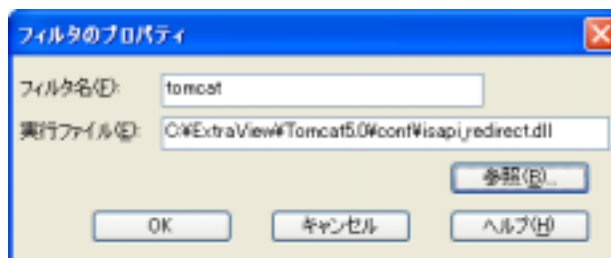 フィルタのプロパティ
フィルタ名(F): tomcat
実行ファイル(E): C:¥ExtraView¥Tomcat5.0¥conf¥isapi_redirect.dll
参照(B)...
OK キャンセル ヘルプ(H)